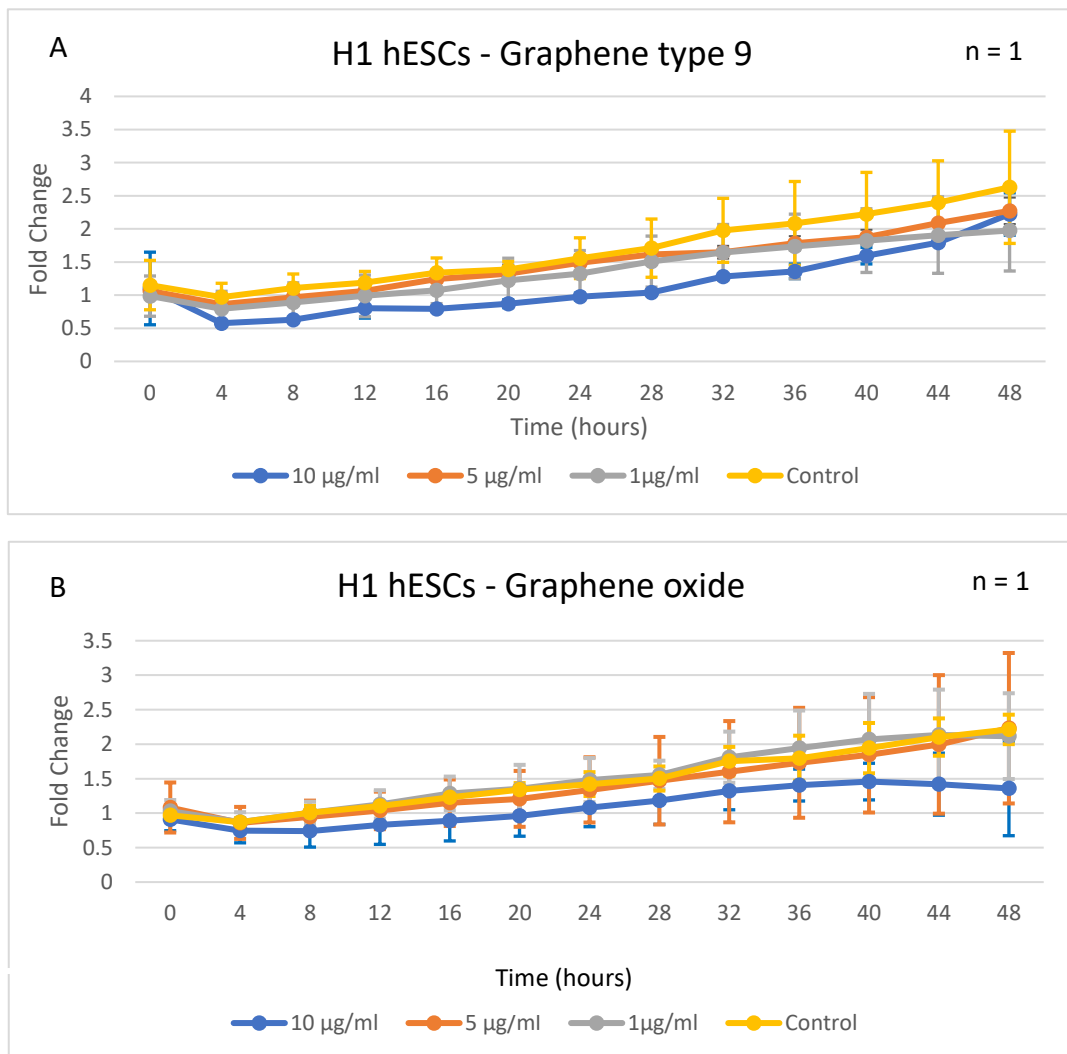 A
H1 hESCs - Graphene type 9
n = 1
4
3.5
3
2.5
2
1.5
1
0.5
0
Fold Change
0 4 8 12 16 20 24 28 32 36 40 44 48
Time (hours)
10 µg/ml 5 µg/ml 1µg/ml Control
B
H1 hESCs - Graphene oxide
n = 1
3.5
3
2.5
2
1.5
1
0.5
0
Fold Change
0 4 8 12 16 20 24 28 32 36 40 44 48
Time (hours)
10 µg/ml 5 µg/ml 1µg/ml Control